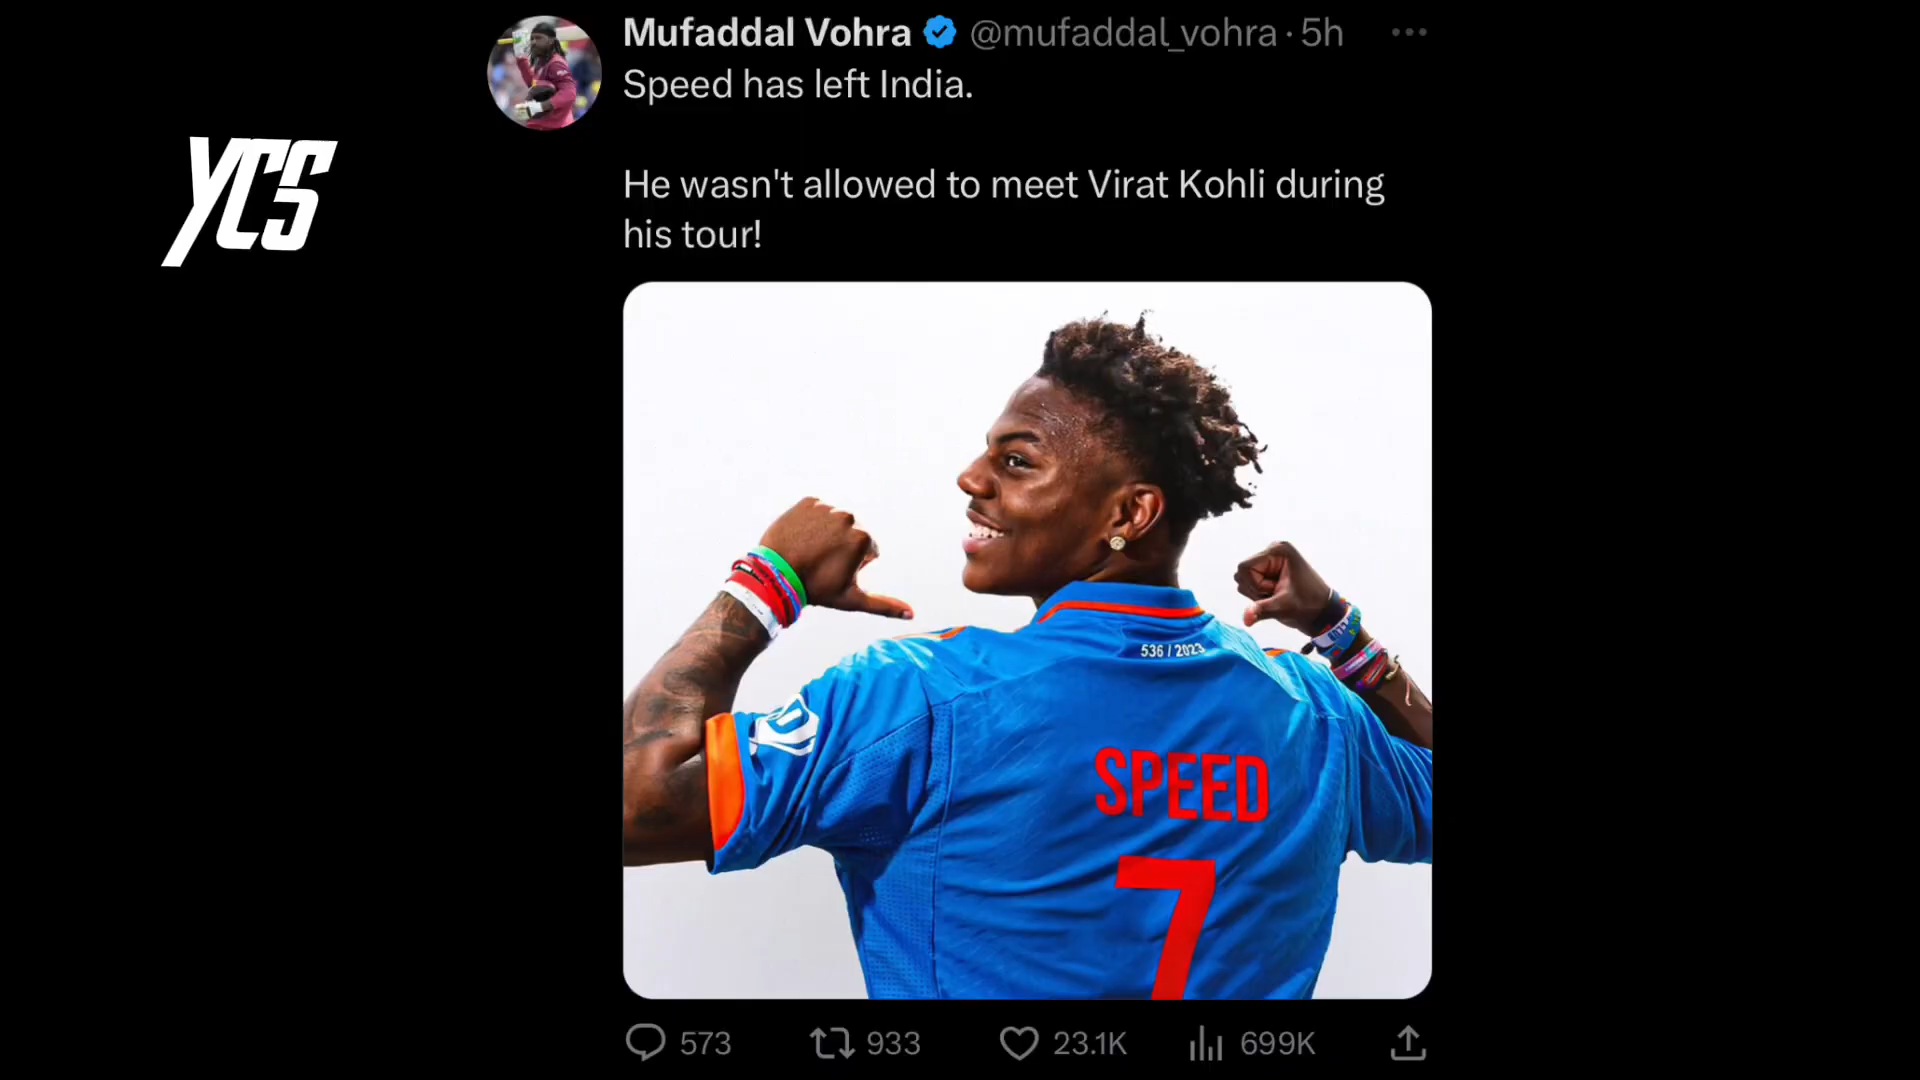 Mufaddal Vohra @mufaddal_vohra · 5h
Speed has left India.
YCS
He wasn't allowed to meet Virat Kohli during
his tour!
536 / 2023
SPEED
7
573 933 23.1K 699K